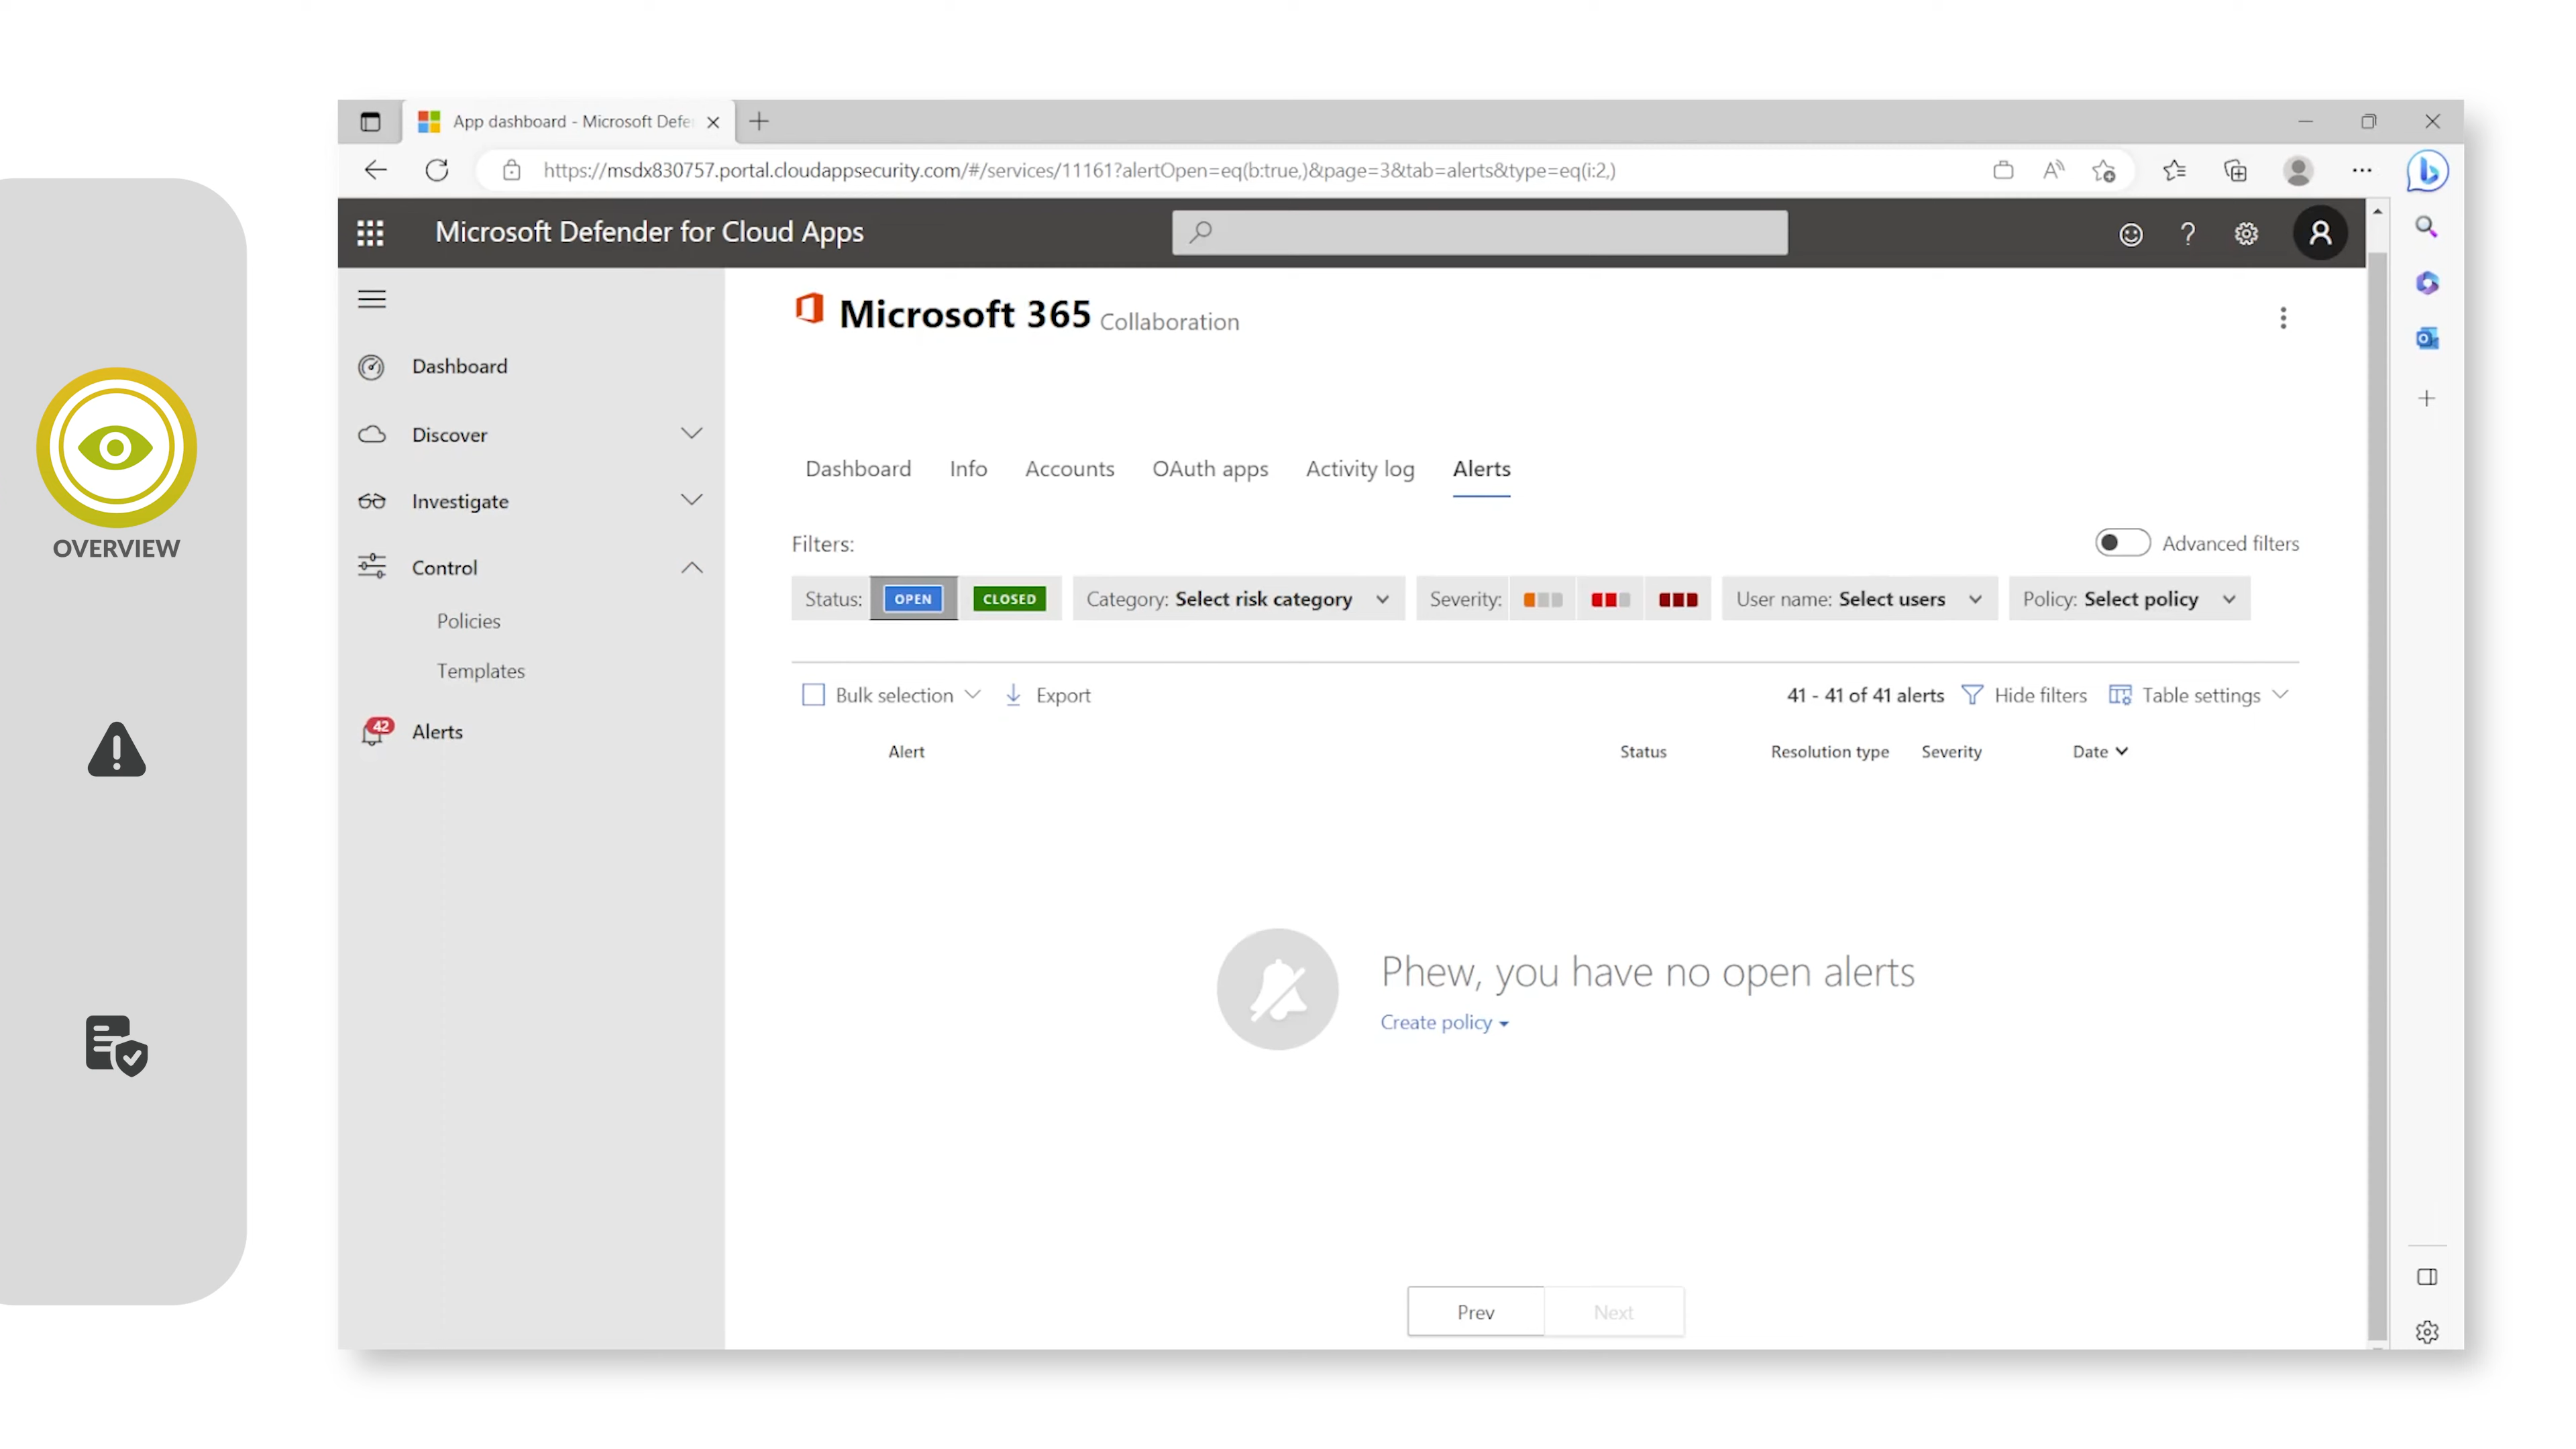 App dashboard - Microsoft Defe
https://msdx830757.portal.cloudappsecurity.com/#/services/11161?alertOpen=eq(b:true,)&page=3&tab=alerts&type=eq(i:2,)
Microsoft Defender for Cloud Apps
Microsoft 365 Collaboration
Dashboard
Discover
Investigate
Control
Policies
Templates
42
Alerts
OVERVIEW
Dashboard Info Accounts OAuth apps Activity log Alerts
Filters:
Advanced filters
Status: OPEN CLOSED Category: Select risk category Severity: User name: Select users Policy: Select policy
Bulk selection Export 41 - 41 of 41 alerts Hide filters Table settings
Alert Status Resolution type Severity Date
Phew, you have no open alerts
Create policy
Prev Next